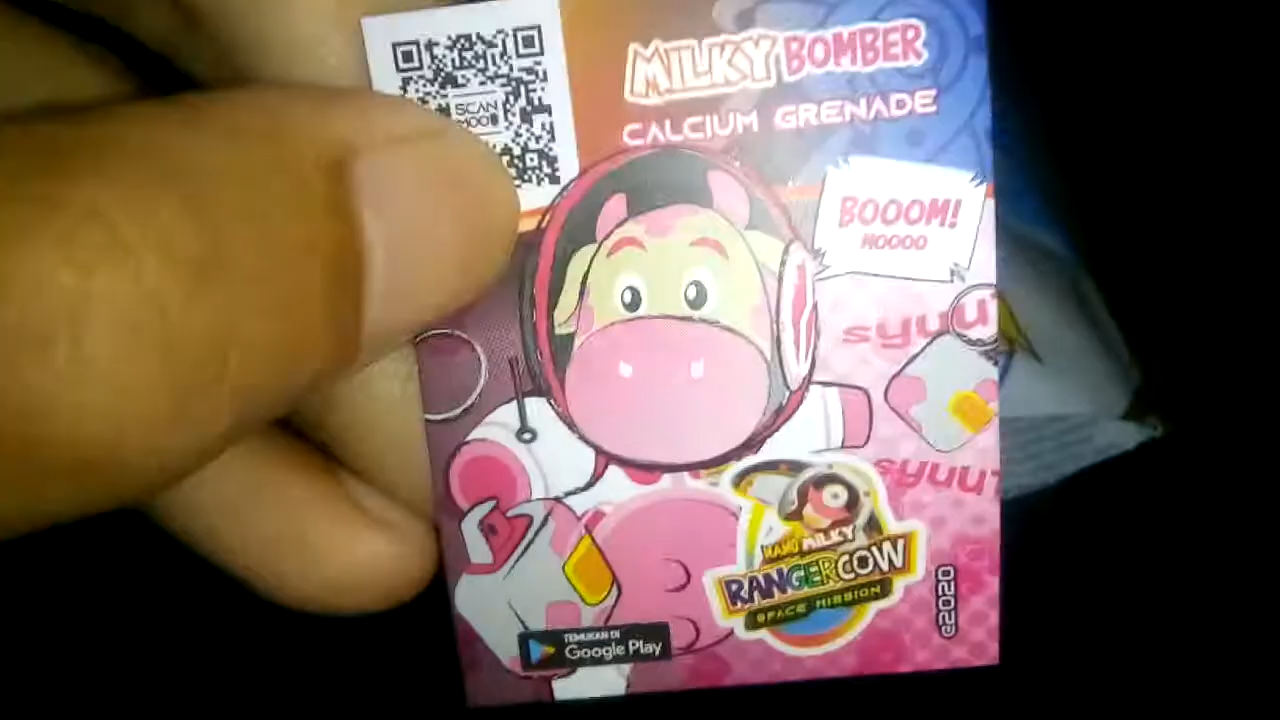 SCAN
MOO
MILKY BOMBER
CALCIUM GRENADE
BOOOM!
MOOOO
syuuT
syuuT
NANO MILKY
RANGERCOW
SPACE MISSION
©2020
TEMUKAN DI
Google Play